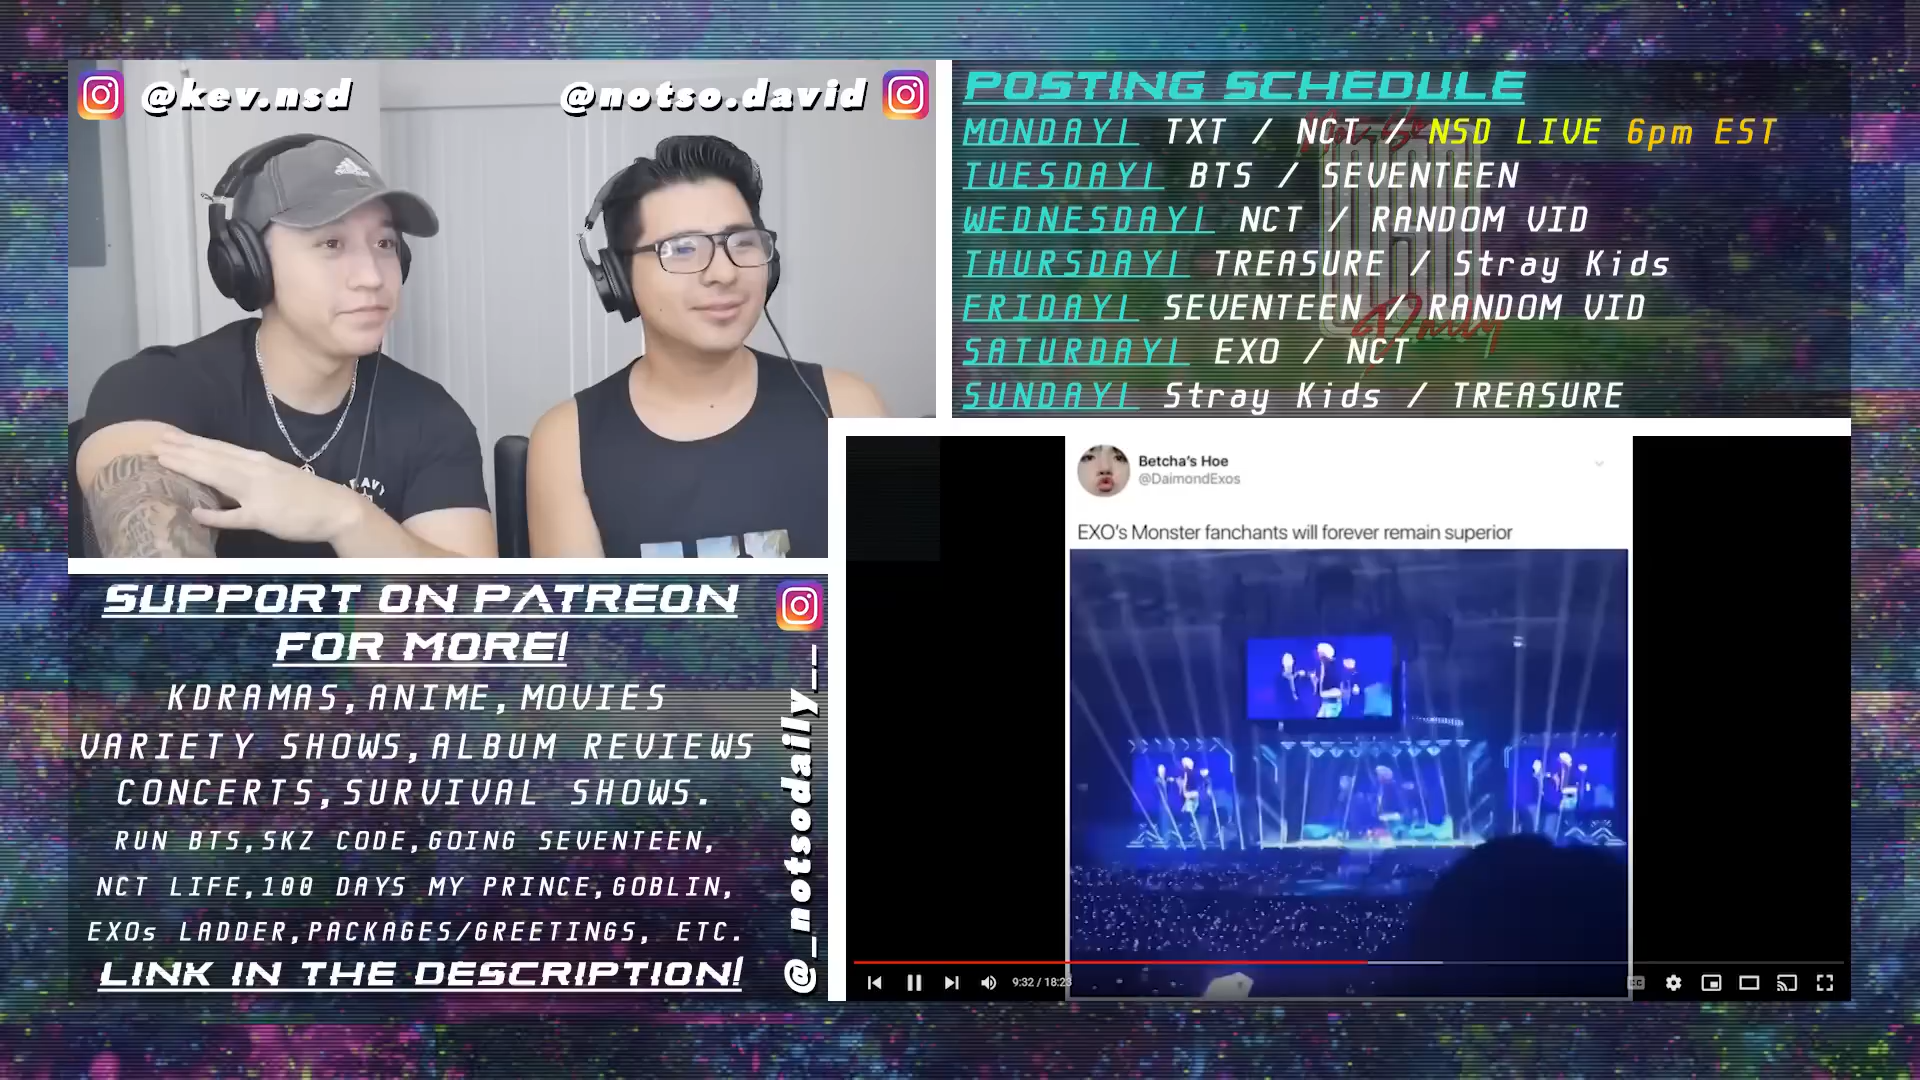 @kev.nsd
@notso.david
POSTING SCHEDULE
MONDAY| TXT / NCT / NSD LIVE 6pm EST
TUESDAY| BTS / SEVENTEEN
WEDNESDAY| NCT / RANDOM VID
THURSDAY| TREASURE / Stray Kids
FRIDAY| SEVENTEEN / RANDOM VID
SATURDAY| EXO / NCT
SUNDAY| Stray Kids / TREASURE
Betcha's Hoe
@DaimondExos
EXO's Monster fanchants will forever remain superior
9:32 / 18:23
CC
SUPPORT ON PATREON
FOR MORE!
KDRAMAS,ANIME,MOVIES
VARIETY SHOWS,ALBUM REVIEWS
CONCERTS,SURVIVAL SHOWS.
RUN BTS,SKZ CODE,GOING SEVENTEEN,
NCT LIFE,100 DAYS MY PRINCE,GOBLIN,
EXOs LADDER,PACKAGES/GREETINGS, ETC.
LINK IN THE DESCRIPTION!
@_notsodaily__